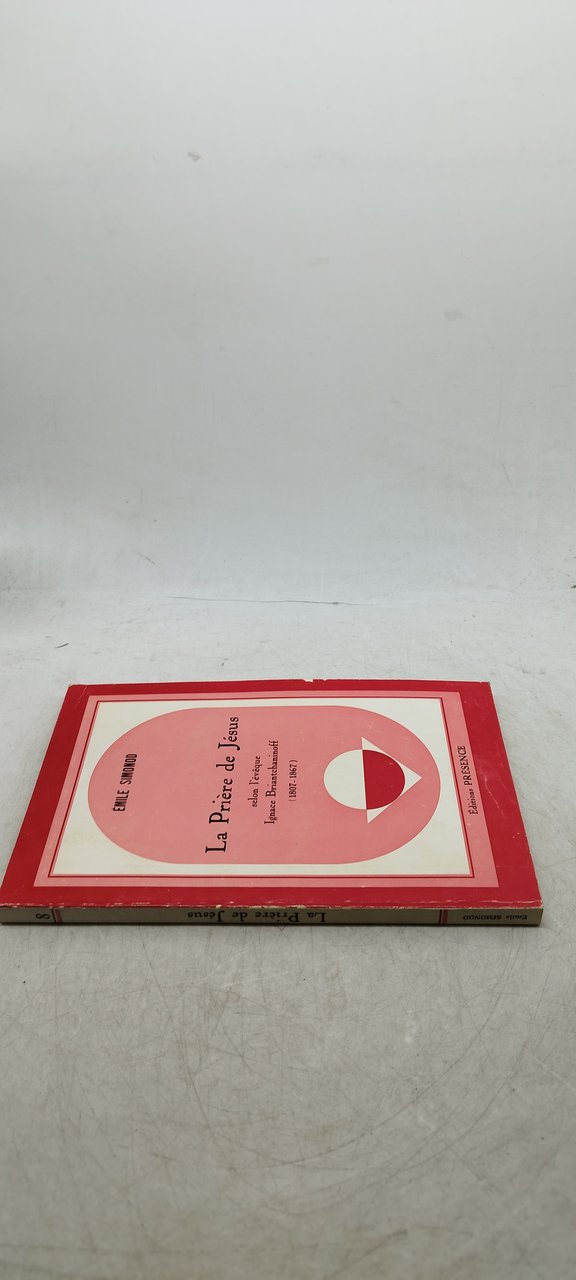 EMILE SIMONOD
La Prière de Jésus
selon l'évêque
Ignace Briantchaninoff
(1807-1867)
Éditions PRÉSENCE
Emile SIMONOD
La Prière de Jésus
8